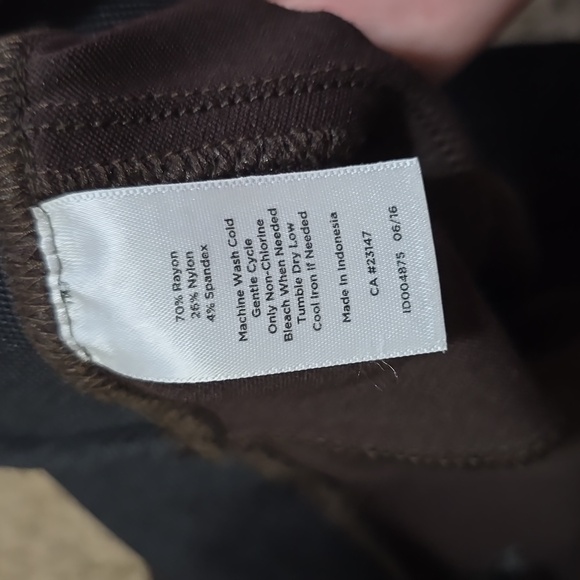 70% Rayon
26% Nylon
4% Spandex
Machine Wash Cold
Gentle Cycle
Only Non-Chlorine
Bleach When Needed
Tumble Dry Low
Cool Iron If Needed
Made In Indonesia
CA #23147
ID004875 06/16